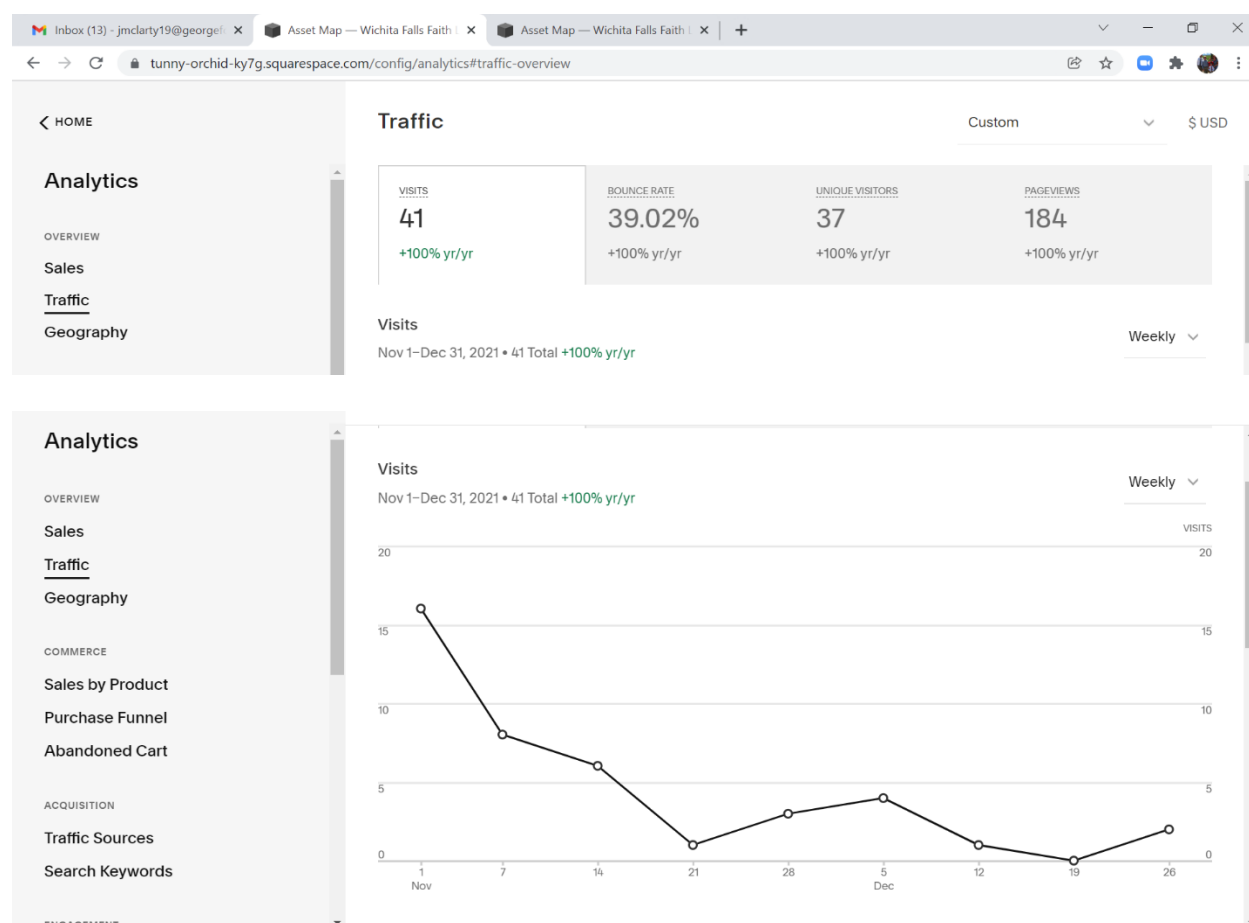 Inbox (13) - jmclarty19@georgef
Asset Map — Wichita Falls Faith
Asset Map — Wichita Falls Faith
tunny-orchid-ky7g.squarespace.com/config/analytics#traffic-overview
HOME
Traffic
Custom
$ USD
Analytics
VISITS
BOUNCE RATE
UNIQUE VISITORS
PAGEVIEWS
41
39.02%
37
184
+100% yr/yr
+100% yr/yr
+100% yr/yr
+100% yr/yr
OVERVIEW
Sales
Traffic
Geography
Visits
Nov 1–Dec 31, 2021 • 41 Total +100% yr/yr
Weekly
Analytics
OVERVIEW
Sales
Traffic
Geography
COMMERCE
Sales by Product
Purchase Funnel
Abandoned Cart
ACQUISITION
Traffic Sources
Search Keywords
ENGAGEMENT
Visits
Nov 1–Dec 31, 2021 • 41 Total +100% yr/yr
Weekly
VISITS
20 20
15 15
10 10
5 5
0 0
1 7 14 21 28 5 12 19 26
Nov Dec